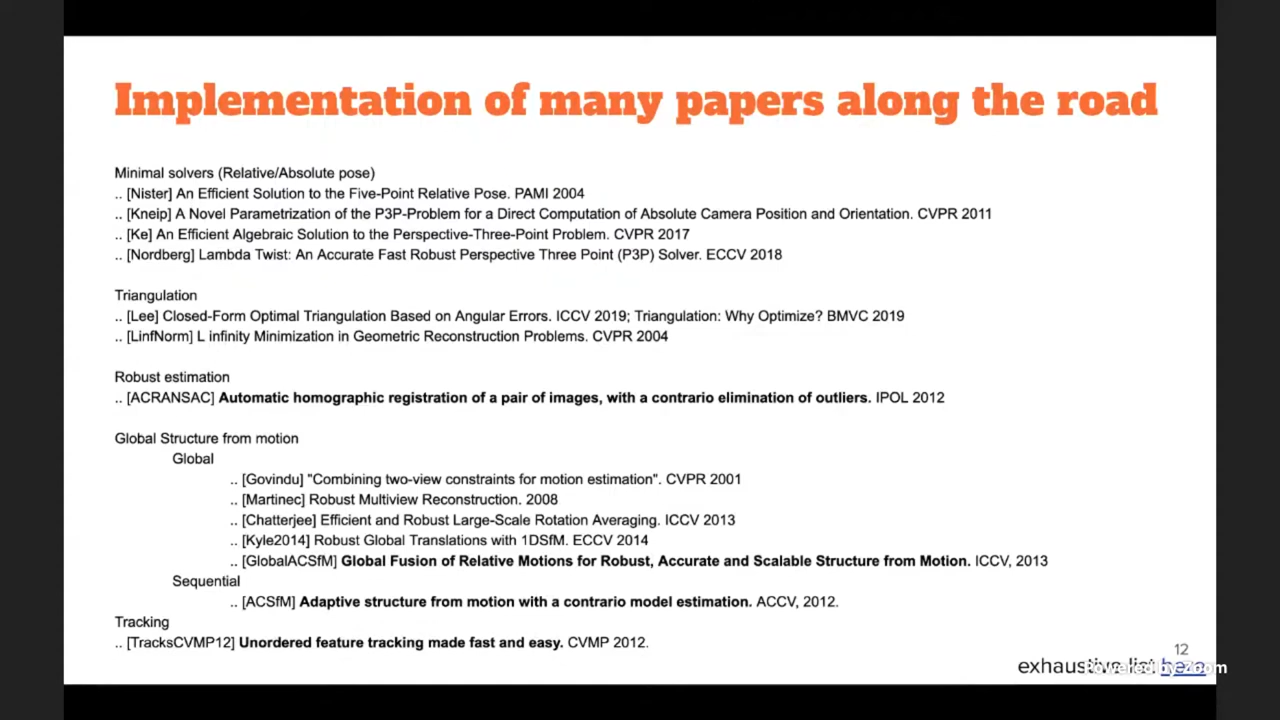 Implementation of many papers along the road
Minimal solvers (Relative/Absolute pose)
.. [Nister] An Efficient Solution to the Five-Point Relative Pose. PAMI 2004
.. [Kneip] A Novel Parametrization of the P3P-Problem for a Direct Computation of Absolute Camera Position and Orientation. CVPR 2011
.. [Ke] An Efficient Algebraic Solution to the Perspective-Three-Point Problem. CVPR 2017
.. [Nordberg] Lambda Twist: An Accurate Fast Robust Perspective Three Point (P3P) Solver. ECCV 2018
Triangulation
.. [Lee] Closed-Form Optimal Triangulation Based on Angular Errors. ICCV 2019; Triangulation: Why Optimize? BMVC 2019
.. [LinfNorm] L infinity Minimization in Geometric Reconstruction Problems. CVPR 2004
Robust estimation
.. [ACRANSAC] Automatic homographic registration of a pair of images, with a contrario elimination of outliers. IPOL 2012
Global Structure from motion
Global
.. [Govindu] "Combining two-view constraints for motion estimation". CVPR 2001
.. [Martinec] Robust Multiview Reconstruction. 2008
.. [Chatterjee] Efficient and Robust Large-Scale Rotation Averaging. ICCV 2013
.. [Kyle2014] Robust Global Translations with 1DSfM. ECCV 2014
.. [GlobalACSfM] Global Fusion of Relative Motions for Robust, Accurate and Scalable Structure from Motion. ICCV, 2013
Sequential
.. [ACSfM] Adaptive structure from motion with a contrario model estimation. ACCV, 2012.
Tracking
.. [TracksCVMP12] Unordered feature tracking made fast and easy. CVMP 2012.
12
exhaustive list here
Powered by Zoom